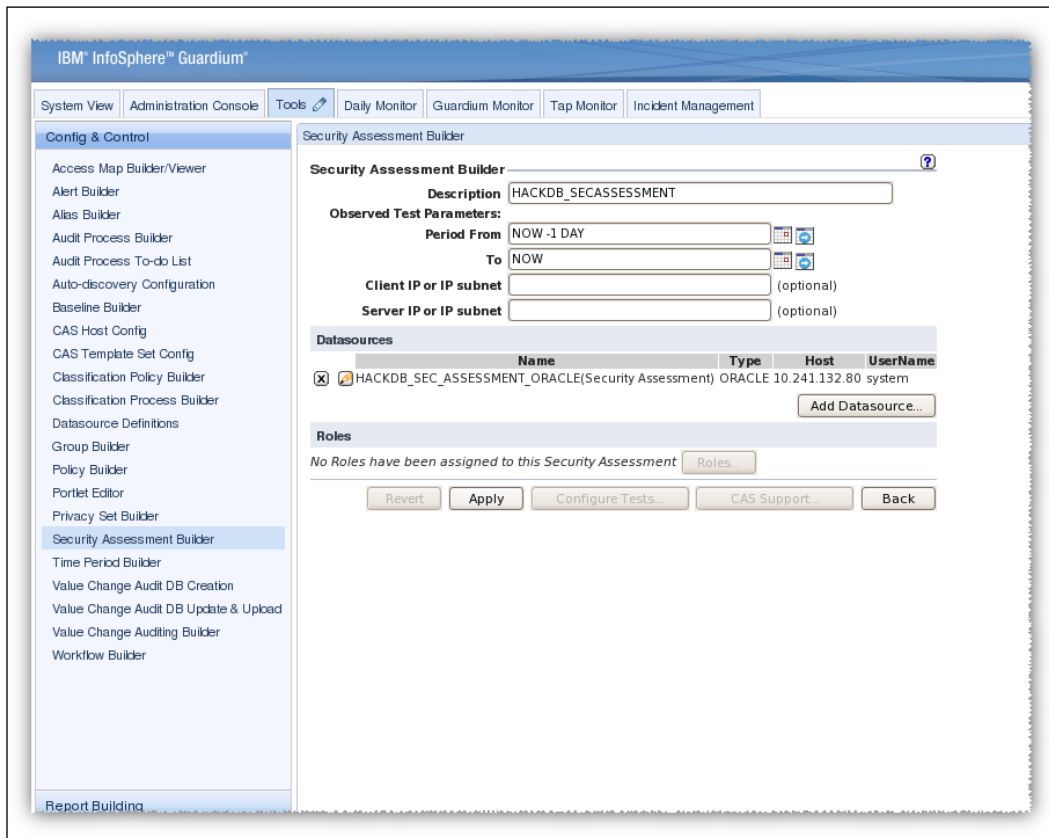 IBM® InfoSphere™ Guardium®
System View Administration Console Tools Daily Monitor Guardium Monitor Tap Monitor Incident Management
Config & Control
Access Map Builder/Viewer
Alert Builder
Alias Builder
Audit Process Builder
Audit Process To-do List
Auto-discovery Configuration
Baseline Builder
CAS Host Config
CAS Template Set Config
Classification Policy Builder
Classification Process Builder
Datasource Definitions
Group Builder
Policy Builder
Portlet Editor
Privacy Set Builder
Security Assessment Builder
Time Period Builder
Value Change Audit DB Creation
Value Change Audit DB Update & Upload
Value Change Auditing Builder
Workflow Builder
Report Building
Security Assessment Builder
Security Assessment Builder ?
Description HACKDB_SECASSESSMENT
Observed Test Parameters:
Period From NOW -1 DAY
To NOW
Client IP or IP subnet (optional)
Server IP or IP subnet (optional)
Datasources
Name Type Host UserName
X HACKDB_SEC_ASSESSMENT_ORACLE(Security Assessment) ORACLE 10.241.132.80 system
Add Datasource...
Roles
No Roles have been assigned to this Security Assessment Roles...
Revert Apply Configure Tests... CAS Support... Back